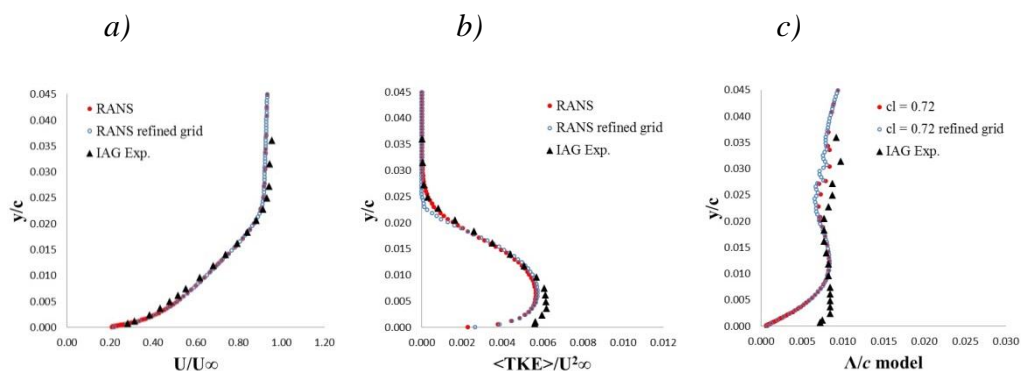 a)
b)
c)
0.045
0.040
0.035
0.030
0.025
0.020
0.015
0.010
0.005
0.000
y/c
RANS
RANS refined grid
IAG Exp.
0.00 0.20 0.40 0.60 0.80 1.00 1.20
U/U∞
0.045
0.040
0.035
0.030
0.025
0.020
0.015
0.010
0.005
0.000
y/c
RANS
RANS refined grid
IAG Exp.
0.000 0.002 0.004 0.006 0.008 0.010 0.012
<TKE>/U²∞
0.045
0.040
0.035
0.030
0.025
0.020
0.015
0.010
0.005
0.000
y/c
cl = 0.72
cl = 0.72 refined grid
IAG Exp.
0.000 0.005 0.010 0.015 0.020 0.025 0.030
Λ/c model